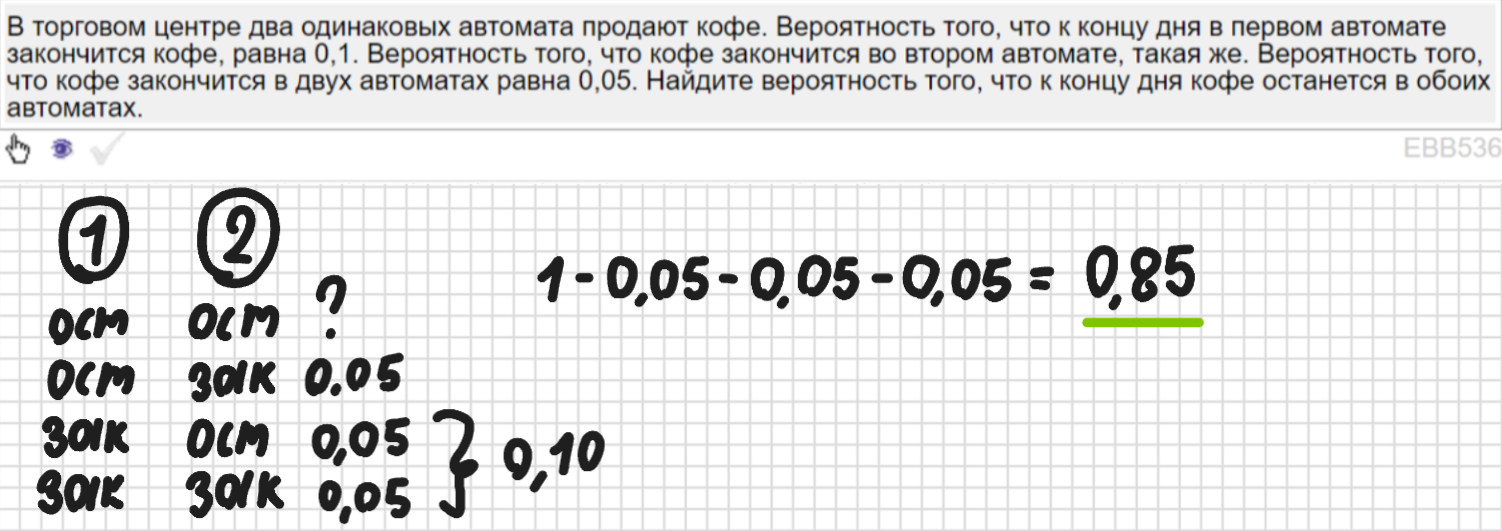 В торговом центре два одинаковых автомата продают кофе. Вероятность того, что к концу дня в первом автомате
закончится кофе, равна 0,1. Вероятность того, что кофе закончится во втором автомате, такая же. Вероятность того,
что кофе закончится в двух автоматах равна 0,05. Найдите вероятность того, что к концу дня кофе останется в обоих
автоматах.
EBB536
1 2
1-0,05-0,05-0,05= 0,85
ост ост ?
ост зак 0.05
зак ост 0,05
зак зак 0,05
} 0,10